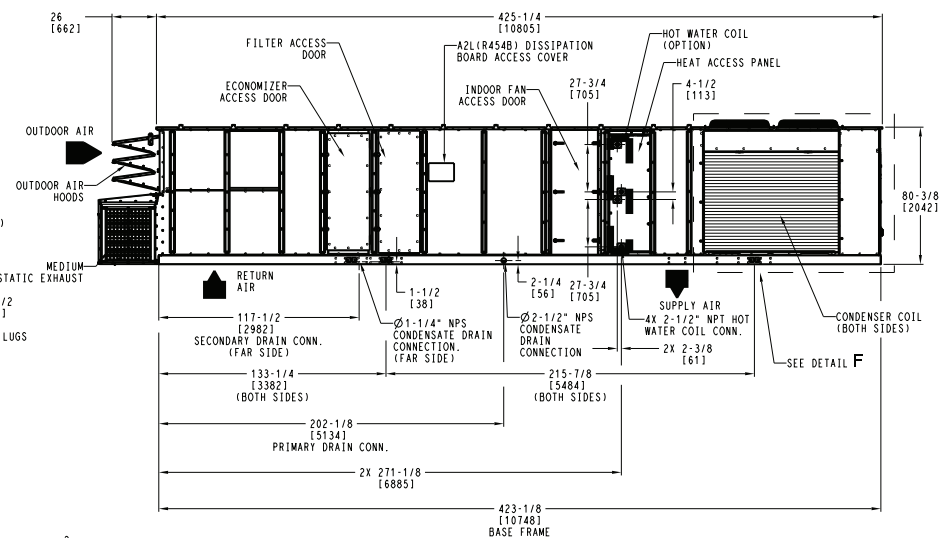 26
[662]
425-1/4
[10805]
FILTER ACCESS
DOOR
A2L(R454B) DISSIPATION
BOARD ACCESS COVER
HOT WATER COIL
(OPTION)
HEAT ACCESS PANEL
ECONOMIZER
ACCESS DOOR
INDOOR FAN
ACCESS DOOR
27-3/4
[705]
4-1/2
[113]
OUTDOOR AIR
OUTDOOR AIR
HOODS
80-3/8
[2042]
)
MEDIUM
STATIC EXHAUST
/2
]
LUGS
RETURN
AIR
1-1/2
[38]
2-1/4
[56]
27-3/4
[705]
SUPPLY AIR
117-1/2
[2982]
SECONDARY DRAIN CONN.
(FAR SIDE)
Ø1-1/4" NPS
CONDENSATE DRAIN
CONNECTION.
(FAR SIDE)
Ø2-1/2" NPS
CONDENSATE
DRAIN
CONNECTION
4X 2-1/2" NPT HOT
WATER COIL CONN.
CONDENSER COIL
(BOTH SIDES)
2X 2-3/8
[61]
SEE DETAIL F
133-1/4
[3382]
(BOTH SIDES)
215-7/8
[5484]
(BOTH SIDES)
202-1/8
[5134]
PRIMARY DRAIN CONN.
2X 271-1/8
[6885]
423-1/8
[10748]
BASE FRAME